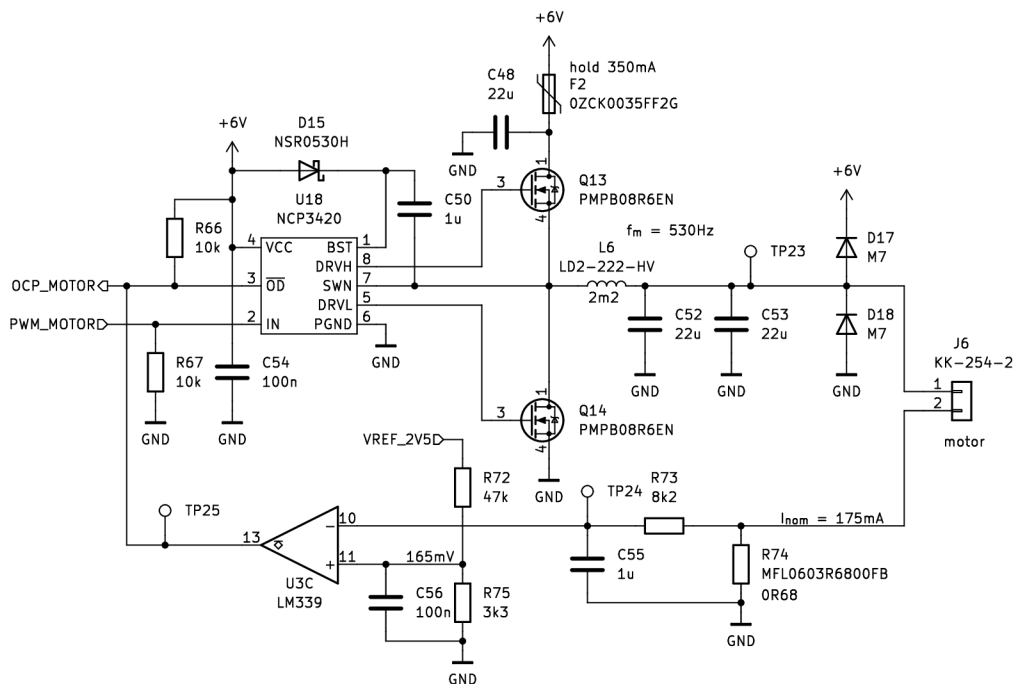 +6V
hold 350mA
F2
0ZCK0035FF2G
C48
22u
GND
D15
NSR0530H
+6V
1
Q13
PMPB08R6EN
3
4
U18
NCP3420
C50
1u
R66
10k
4 VCC
BST 1
DRVH 8
3 OD
SWN 7
DRVL 5
2 IN
PGND 6
GND
OCP_MOTOR
PWM_MOTOR
fm = 530Hz
L6
LD2-222-HV
2m2
TP23
+6V
D17
M7
D18
M7
C52
22u
C53
22u
GND
GND
GND
J6
KK-254-2
1
2
motor
R67
10k
C54
100n
GND
GND
1
Q14
PMPB08R6EN
3
4
GND
VREF_2V5
R72
47k
TP24
R73
8k2
Inom = 175mA
TP25
13
10
-
11
+
165mV
U3C
LM339
C55
1u
R74
MFL0603R6800FB
0R68
C56
100n
R75
3k3
GND
GND